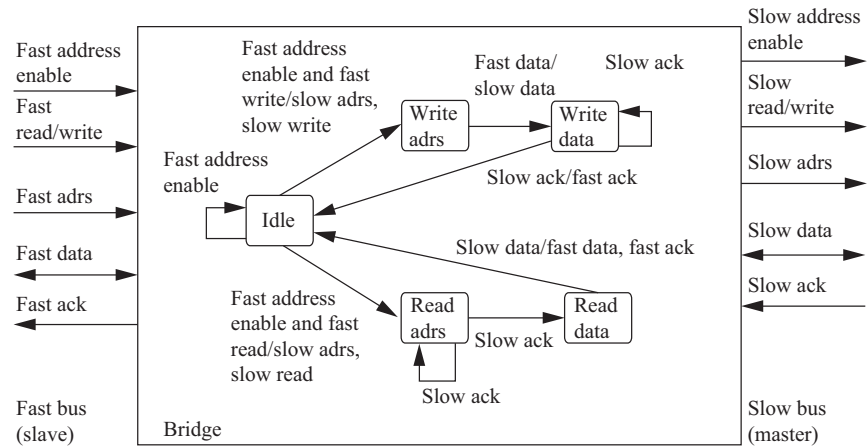 Fast address
enable
Fast
read/write
Fast adrs
Fast data
Fast ack
Fast bus
(slave)
Fast address
enable and fast
write/slow adrs,
slow write
Fast data/
slow data
Slow ack
Write
adrs
Write
data
Fast address
enable
Slow ack/fast ack
Idle
Slow data/fast data, fast ack
Fast address
enable and fast
read/slow adrs,
slow read
Read
adrs
Slow ack
Read
data
Slow ack
Bridge
Slow address
enable
Slow
read/write
Slow adrs
Slow data
Slow ack
Slow bus
(master)